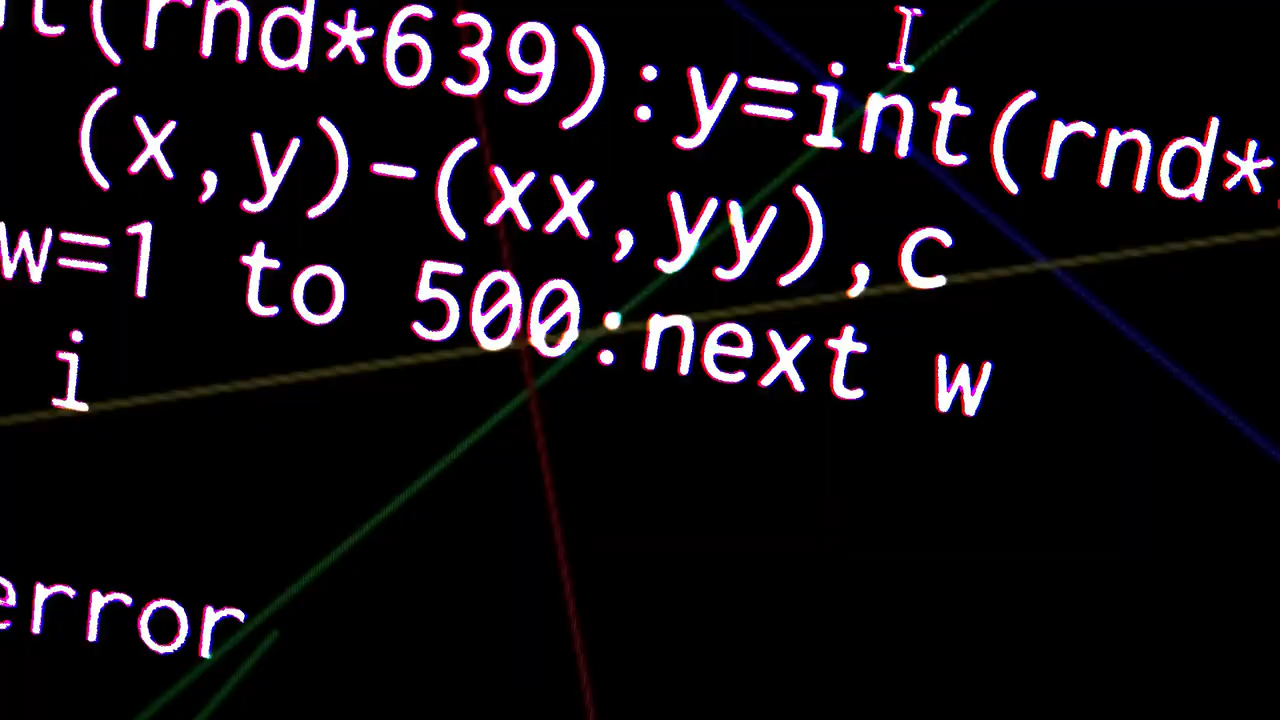 nt(rnd*639):y=int(rnd*
(x,y)-(xx,yy),c
w=1 to 500:next w
i
error